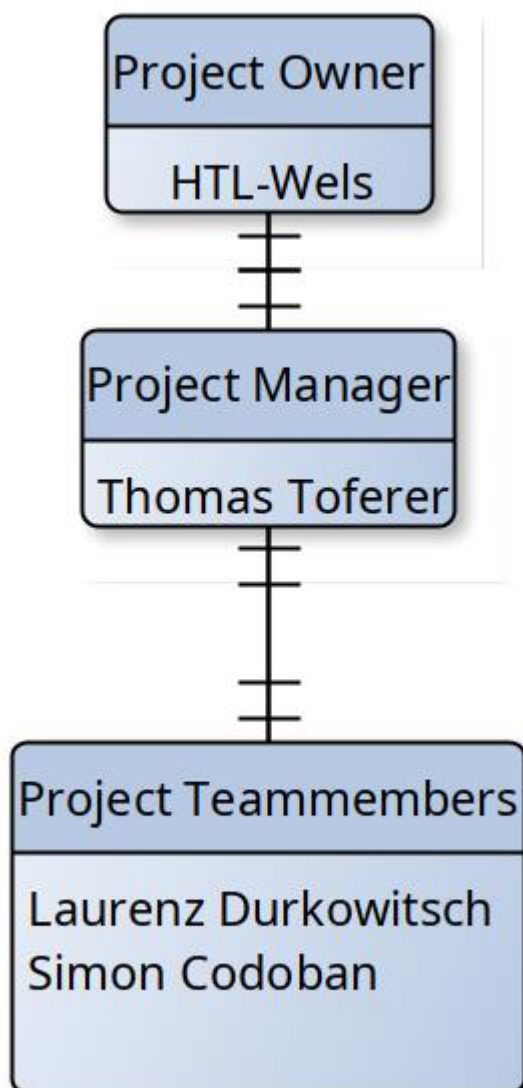 Project Owner
HTL-Wels
Project Manager
Thomas Toferer
Project Teammembers
Laurenz Durkowitsch
Simon Codoban